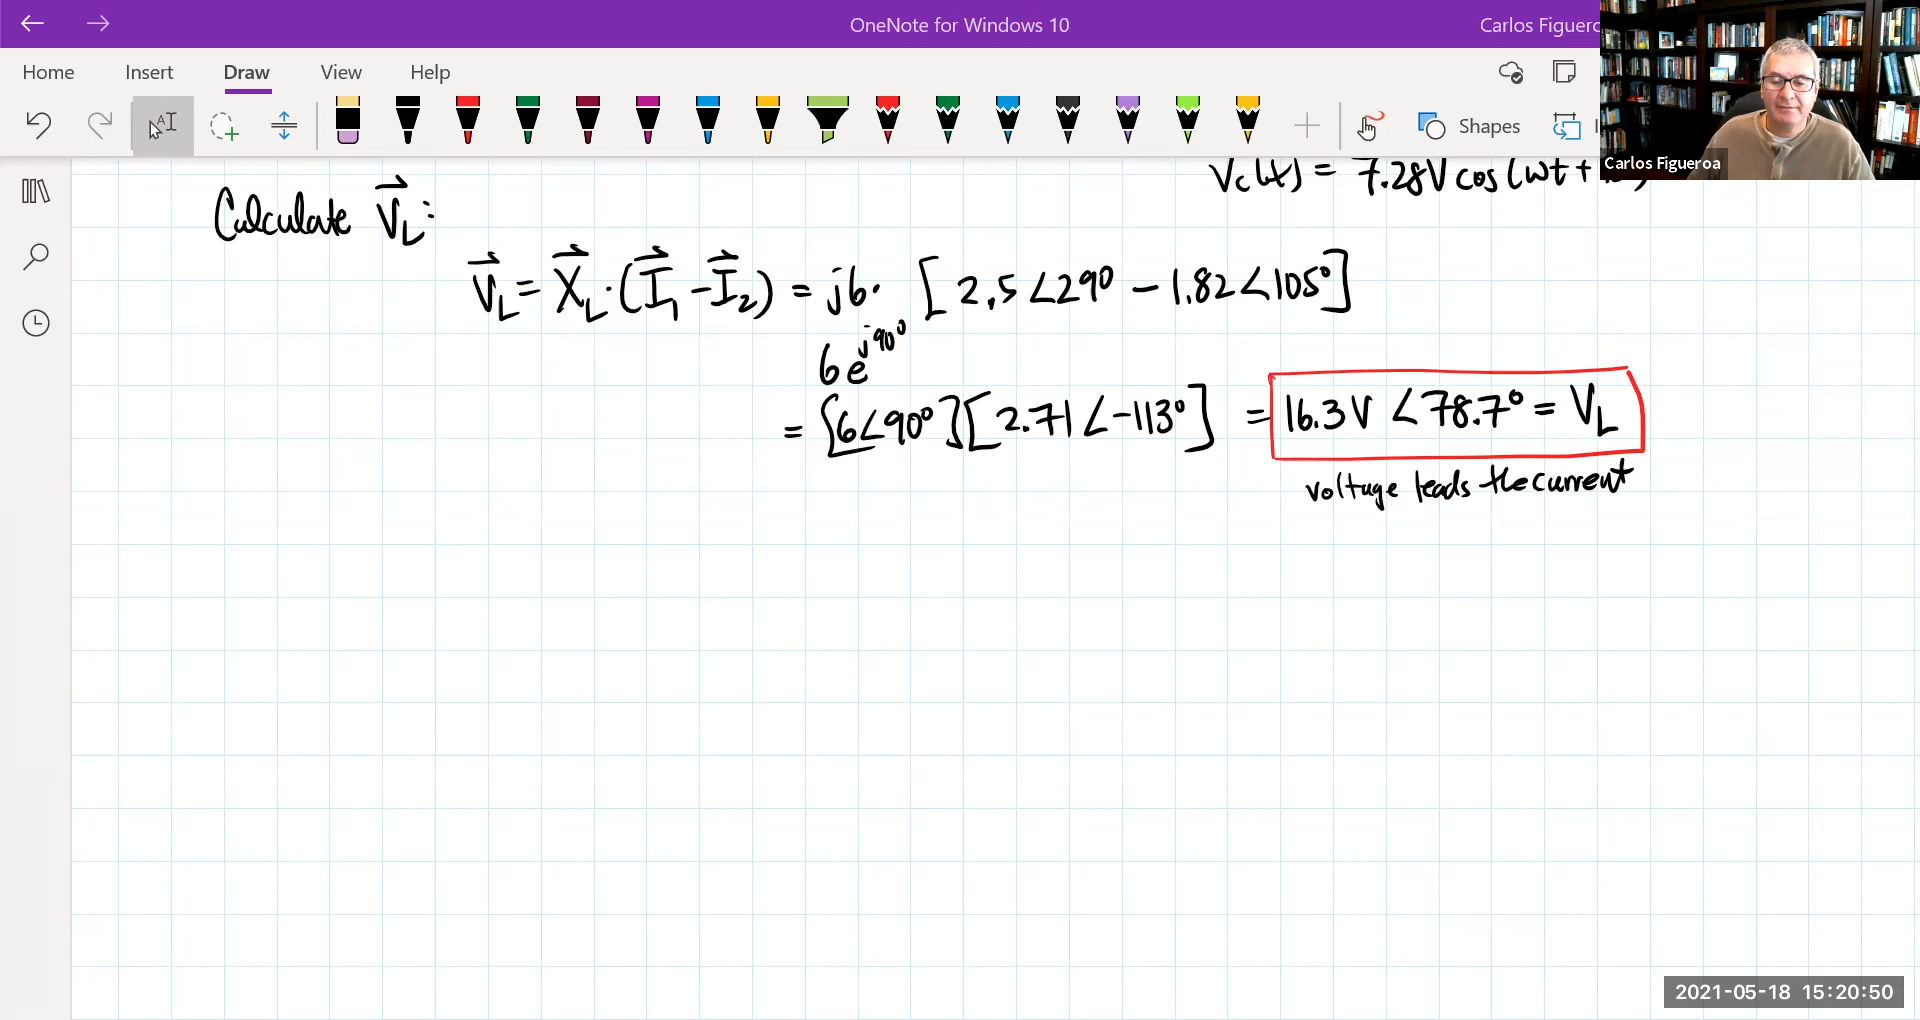 OneNote for Windows 10
Carlos Figuero
Home Insert Draw View Help
Shapes
Carlos Figueroa
Vc(t) = 7.28V cos(wt +
Calculate V⃗L:
V⃗L = X⃗L·(I⃗1 - I⃗2) = j6· [2.5∠29° - 1.82∠105°]
6e^j90°
= [6∠90°][2.71∠-113°] = 16.3V ∠78.7° = VL
voltage leads the current
2021-05-18 15:20:50